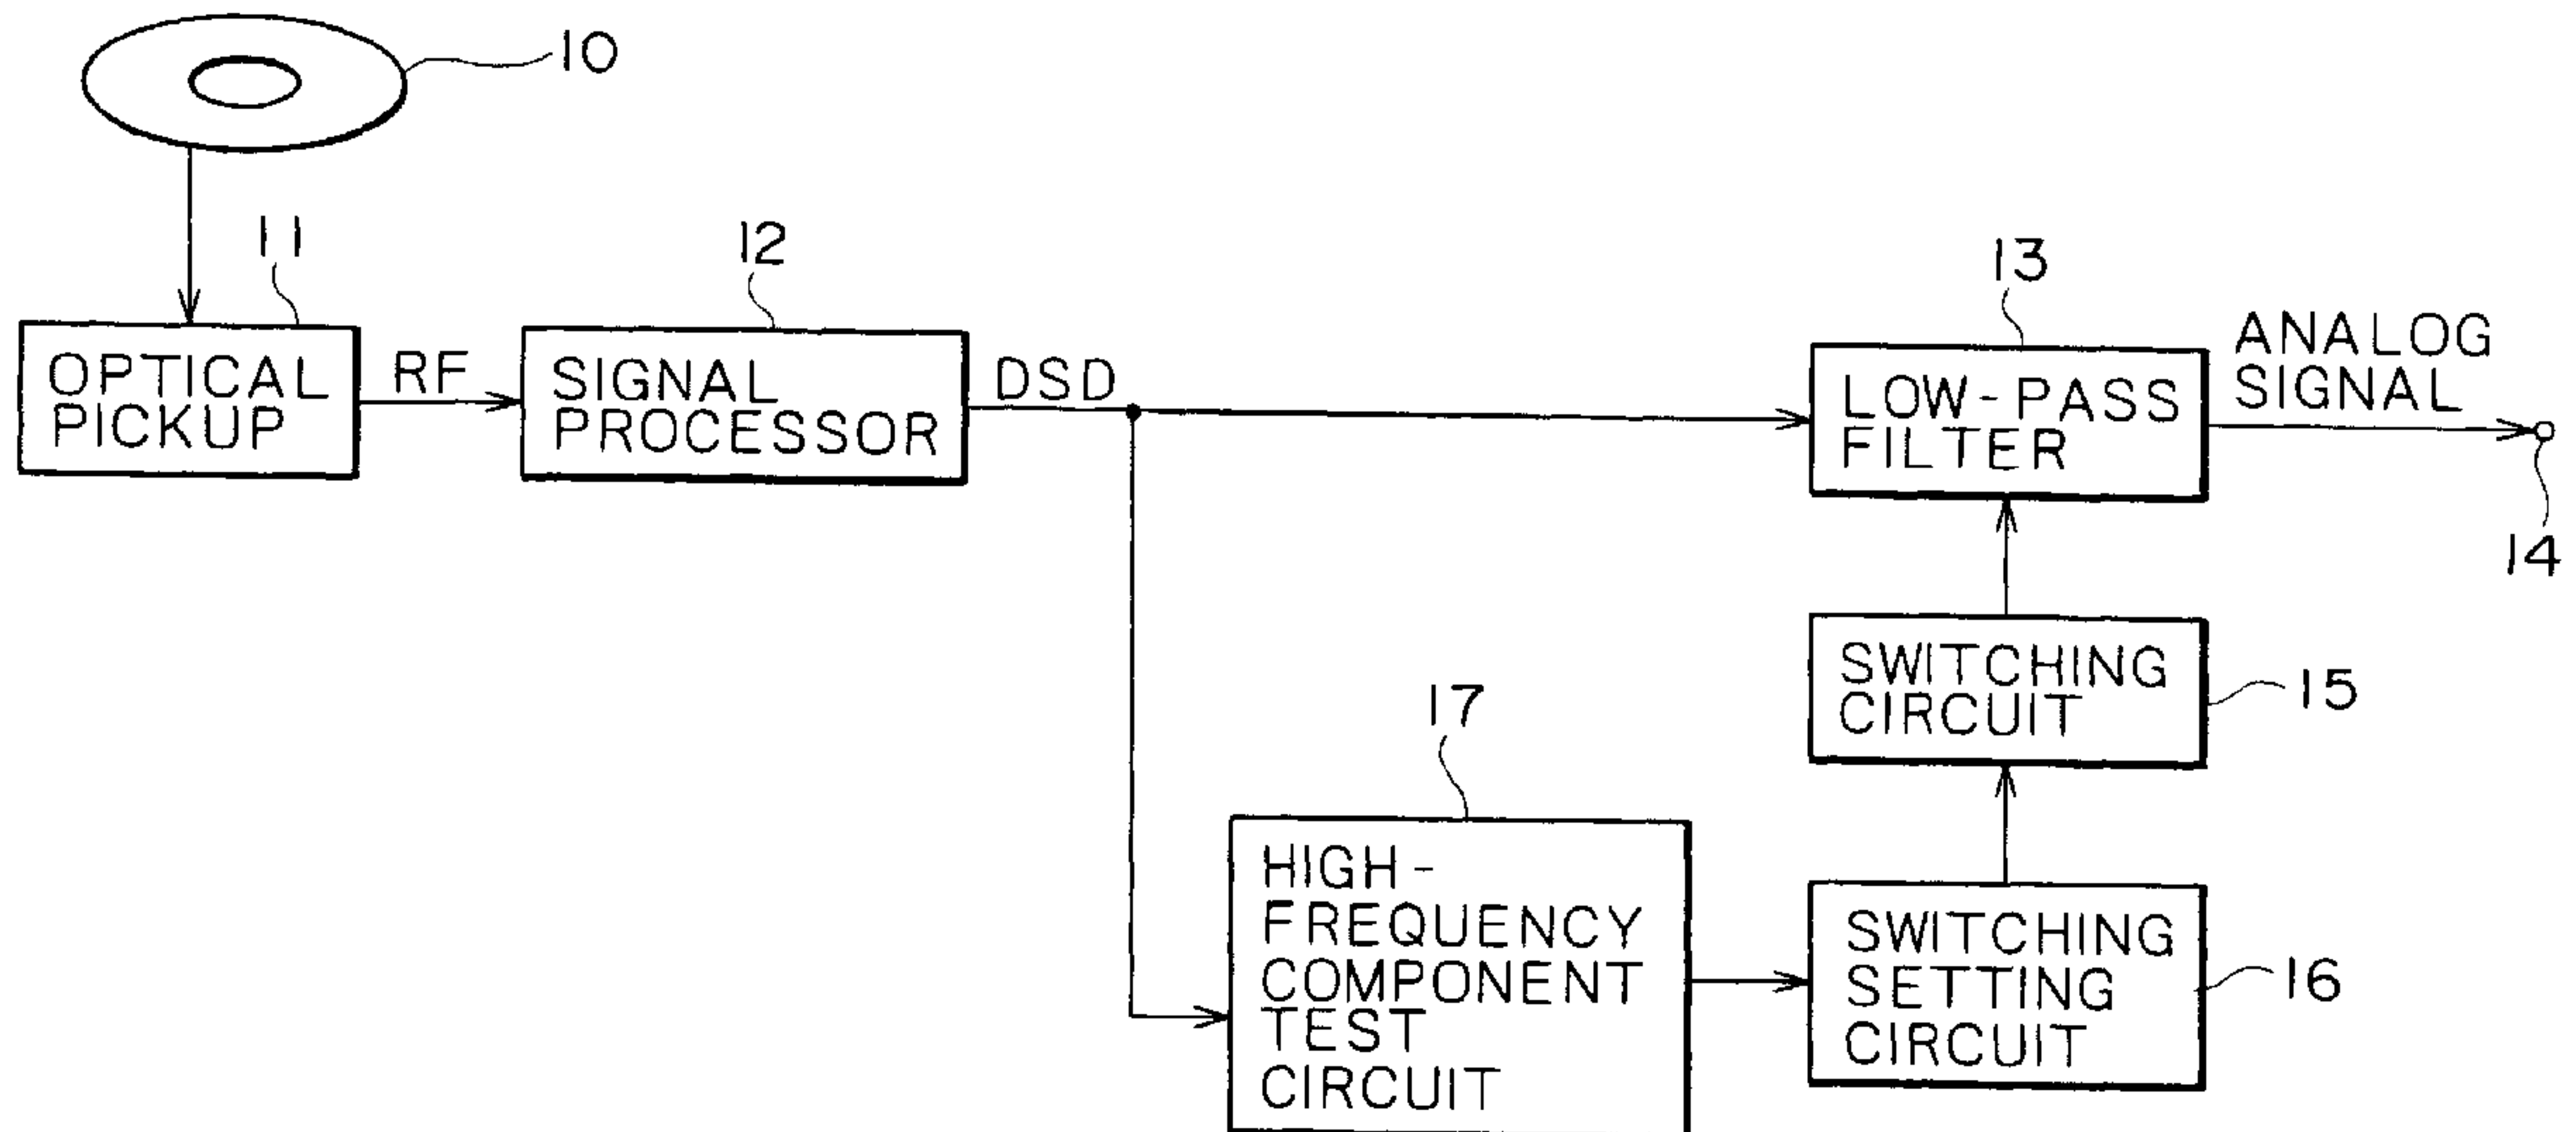 10
11
OPTICAL
PICKUP
RF
12
SIGNAL
PROCESSOR
DSD
13
LOW-PASS
FILTER
ANALOG
SIGNAL
14
SWITCHING
CIRCUIT
15
17
HIGH-
FREQUENCY
COMPONENT
TEST
CIRCUIT
SWITCHING
SETTING
CIRCUIT
16